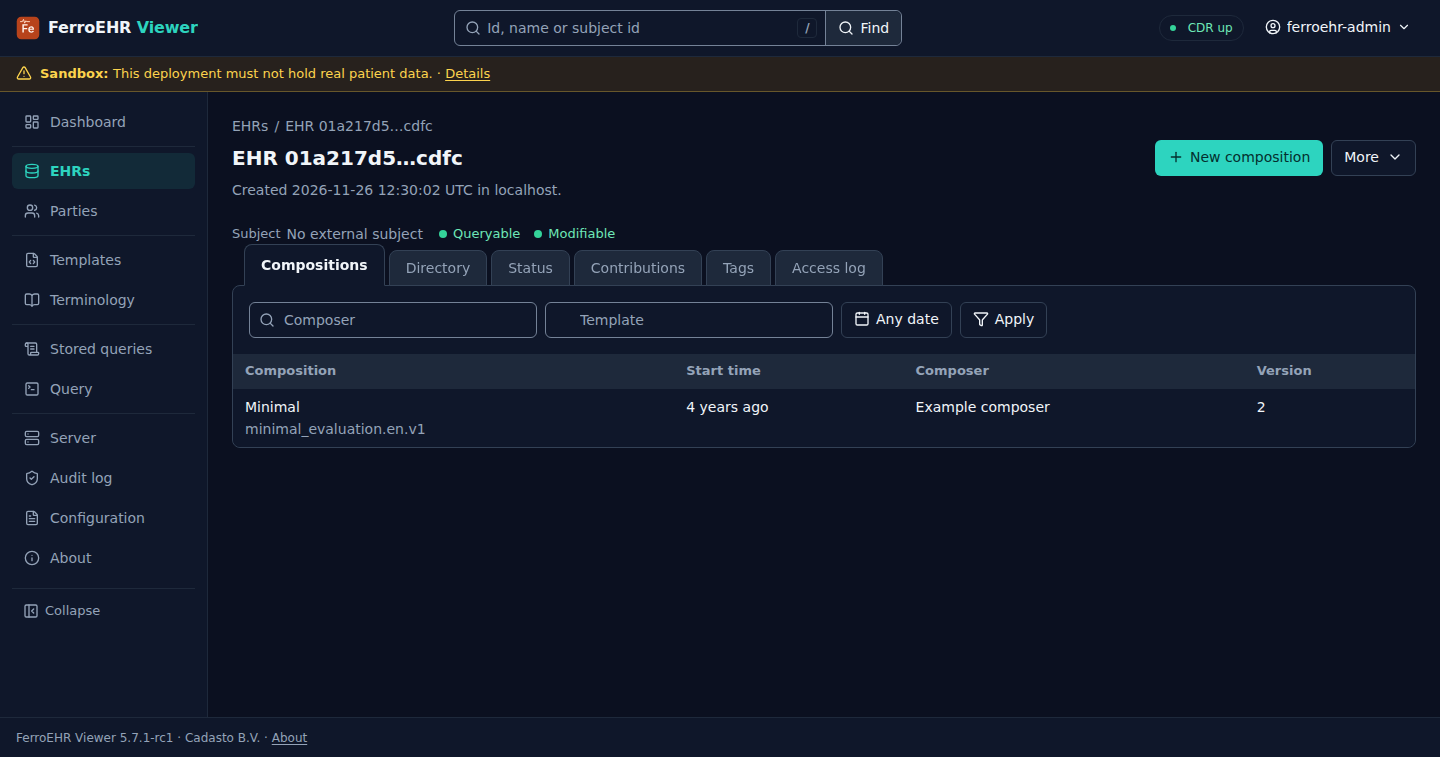 Fe FerroEHR Viewer
Id, name or subject id / Find
CDR up
ferroehr-admin
Sandbox: This deployment must not hold real patient data. · Details
Dashboard
EHRs
Parties
Templates
Terminology
Stored queries
Query
Server
Audit log
Configuration
About
Collapse
EHRs / EHR 01a217d5…cdfc
EHR 01a217d5…cdfc
New composition
More
Created 2026-11-26 12:30:02 UTC in localhost.
Subject No external subject Queryable Modifiable
Compositions Directory Status Contributions Tags Access log
Composer Template Any date Apply
Composition Start time Composer Version
Minimal 4 years ago Example composer 2
minimal_evaluation.en.v1
FerroEHR Viewer 5.7.1-rc1 · Cadasto B.V. · About